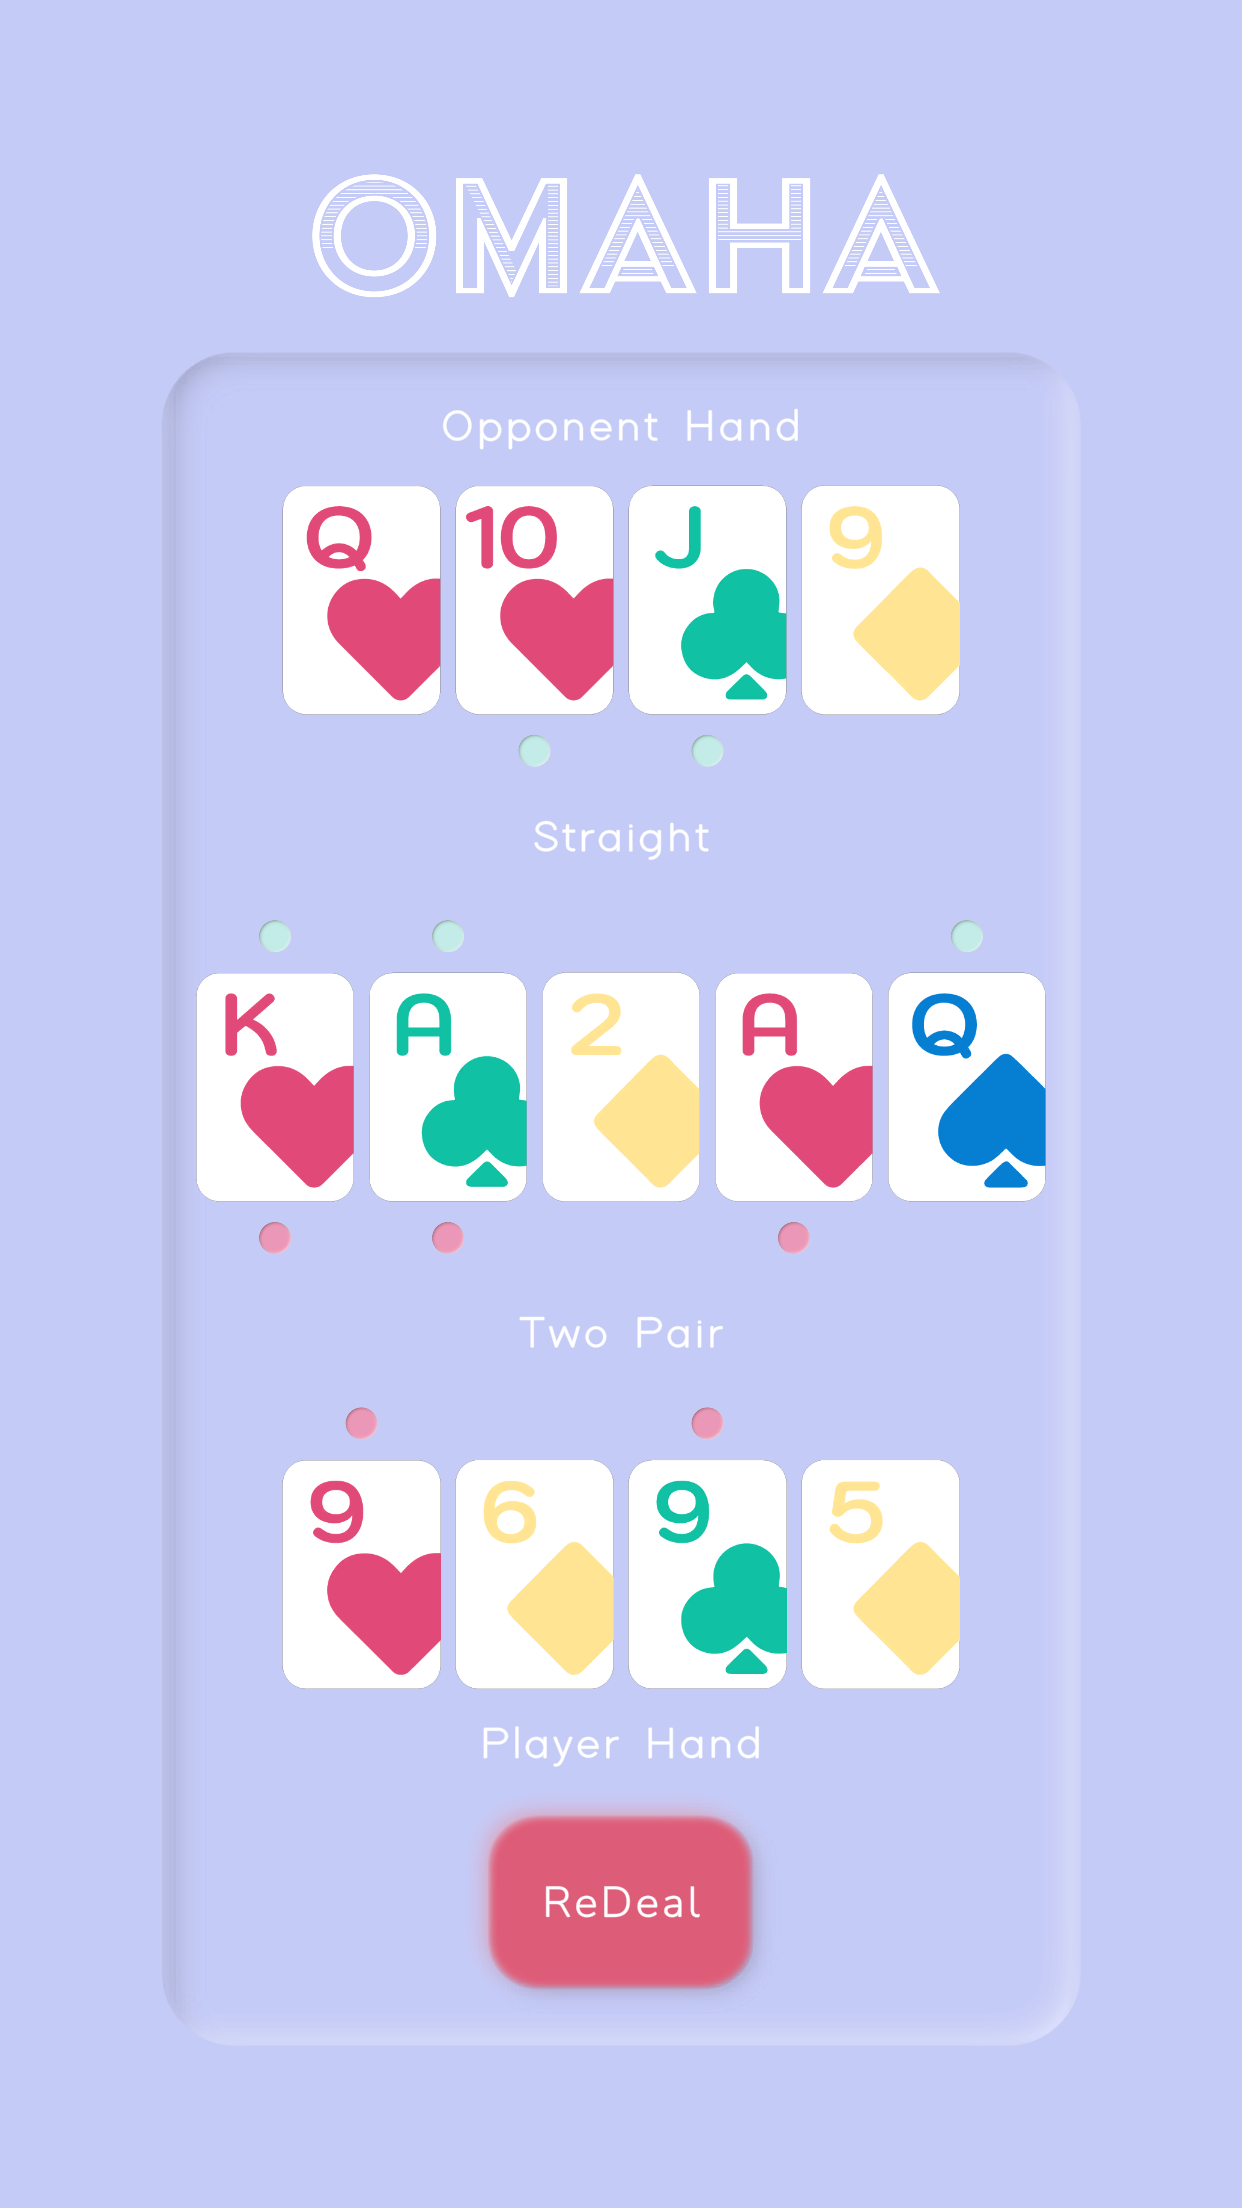 OMAHA
Opponent Hand
Q 10 J 9
Straight
K A 2 A Q
Two Pair
9 6 9 5
Player Hand
ReDeal